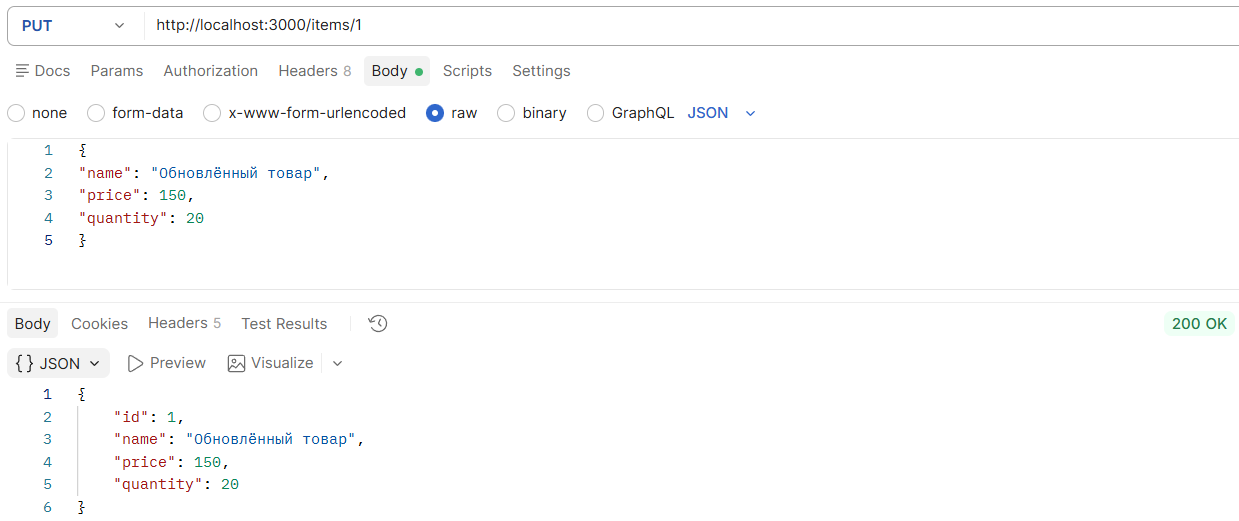 PUT http://localhost:3000/items/1
Docs Params Authorization Headers 8 Body Scripts Settings
none form-data x-www-form-urlencoded raw binary GraphQL JSON
1 {
2 "name": "Обновлённый товар",
3 "price": 150,
4 "quantity": 20
5 }
Body Cookies Headers 5 Test Results 200 OK
{} JSON Preview Visualize
1 {
2 "id": 1,
3 "name": "Обновлённый товар",
4 "price": 150,
5 "quantity": 20
6 }